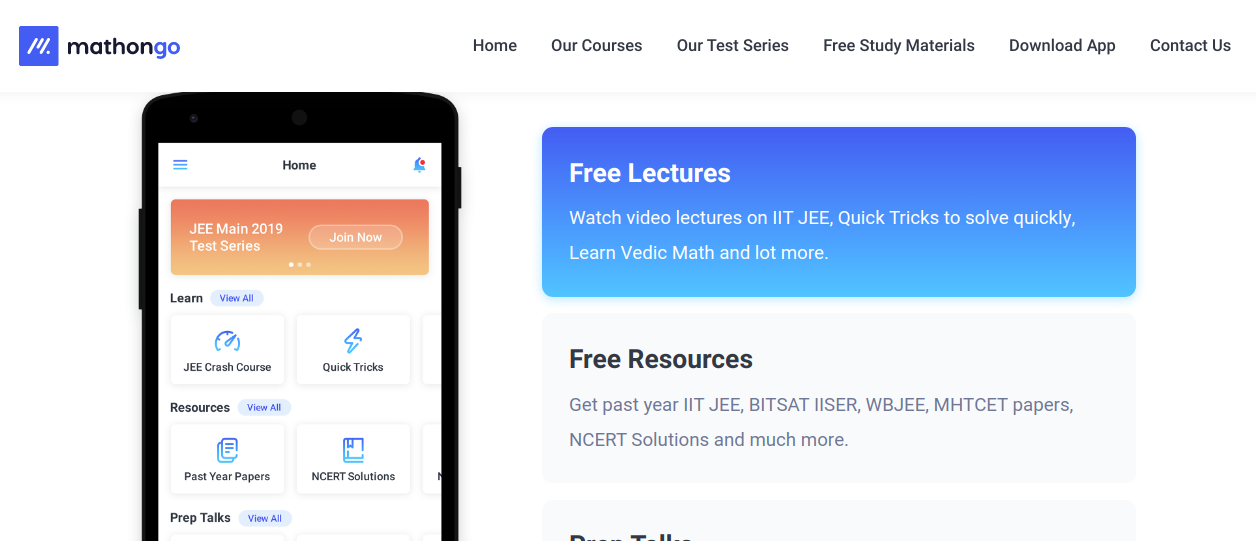 mathongo
Home
Our Courses
Our Test Series
Free Study Materials
Download App
Contact Us
Home
JEE Main 2019
Test Series
Join Now
Learn
View All
JEE Crash Course
Quick Tricks
Resources
View All
Past Year Papers
NCERT Solutions
Prep Talks
View All
Free Lectures
Watch video lectures on IIT JEE, Quick Tricks to solve quickly,
Learn Vedic Math and lot more.
Free Resources
Get past year IIT JEE, BITSAT IISER, WBJEE, MHTCET papers,
NCERT Solutions and much more.
Prep Talks